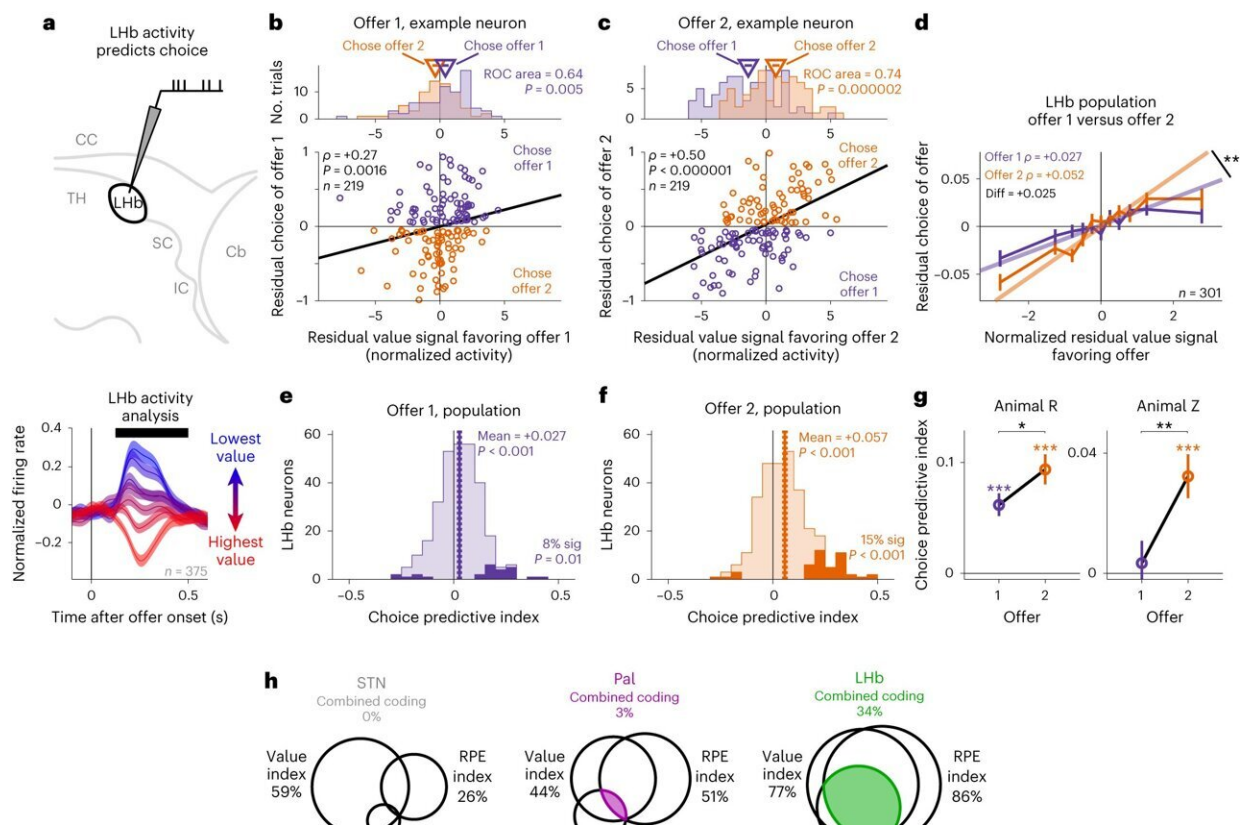 a
LHb activity
predicts choice
CC
TH
LHb
SC
IC
Cb
LHb activity
analysis
Normalized firing rate
0.4
0.2
0
−0.2
Lowest
value
Highest
value
n = 375
0
0.5
Time after offer onset (s)
b
Offer 1, example neuron
Chose offer 2
Chose offer 1
No. trials
10
0
ROC area = 0.64
P = 0.005
−5
0
5
Residual choice of offer 1
1
0
−1
ρ = +0.27
P = 0.0016
n = 219
Chose
offer 1
Chose
offer 2
−5
0
5
Residual value signal favoring offer 1
(normalized activity)
c
Offer 2, example neuron
Chose offer 1
Chose offer 2
5
0
ROC area = 0.74
P = 0.000002
−5
0
5
Residual choice of offer 2
1
0
−1
ρ = +0.50
P < 0.000001
n = 219
Chose
offer 2
Chose
offer 1
−5
0
5
Residual value signal favoring offer 2
(normalized activity)
d
LHb population
offer 1 versus offer 2
Residual choice of offer
0.05
0
−0.05
Offer 1 ρ = +0.027
Offer 2 ρ = +0.052
Diff = +0.025
**
n = 301
−2
0
2
Normalized residual value signal
favoring offer
e
Offer 1, population
LHb neurons
60
40
20
0
Mean = +0.027
P < 0.001
8% sig
P = 0.01
−0.5
0
0.5
Choice predictive index
f
Offer 2, population
LHb neurons
60
40
20
0
Mean = +0.057
P < 0.001
15% sig
P < 0.001
−0.5
0
0.5
Choice predictive index
g
Animal R
Animal Z
Choice predictive index
0.1
0
*
***
***
1
2
Offer
0.04
0
**
***
1
2
Offer
h
STN
Combined coding
0%
Value
index
59%
RPE
index
26%
Pal
Combined coding
3%
Value
index
44%
RPE
index
51%
LHb
Combined coding
34%
Value
index
77%
RPE
index
86%